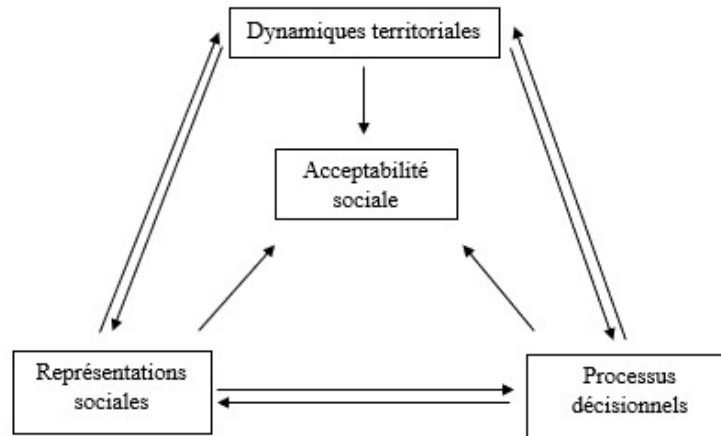 Dynamiques territoriales
Acceptabilité
sociale
Représentations
sociales
Processus
décisionnels